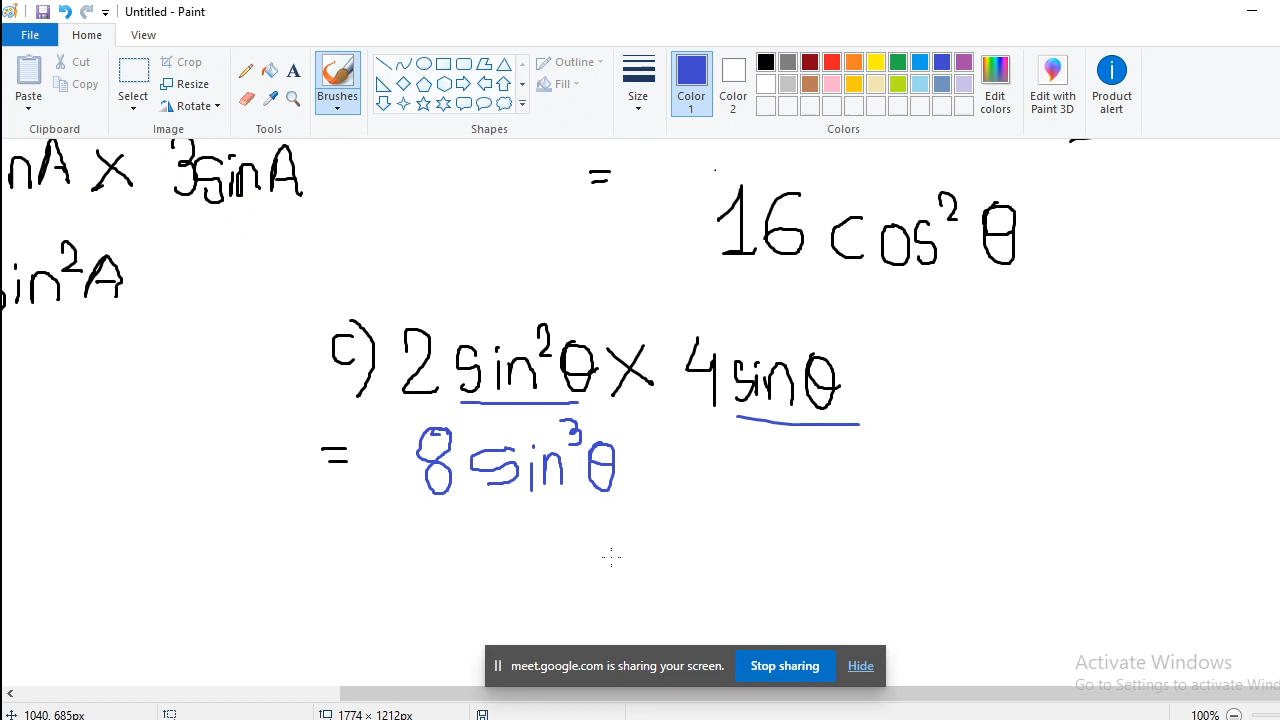 Untitled - Paint
File Home View
Paste
Cut
Copy
Clipboard
Select
Crop
Resize
Rotate
Image
A
Tools
Brushes
Shapes
Outline
Fill
Size
Color 1
Color 2
Edit colors
Colors
Edit with Paint 3D
Product alert
nA × 3sinA
in²A
=
16 cos² θ
c) 2 sin²θ × 4sinθ
= 8 sin³θ
meet.google.com is sharing your screen. Stop sharing Hide
Activate Windows
Go to Settings to activate Wind
1040, 685px
1774 × 1212px
100%